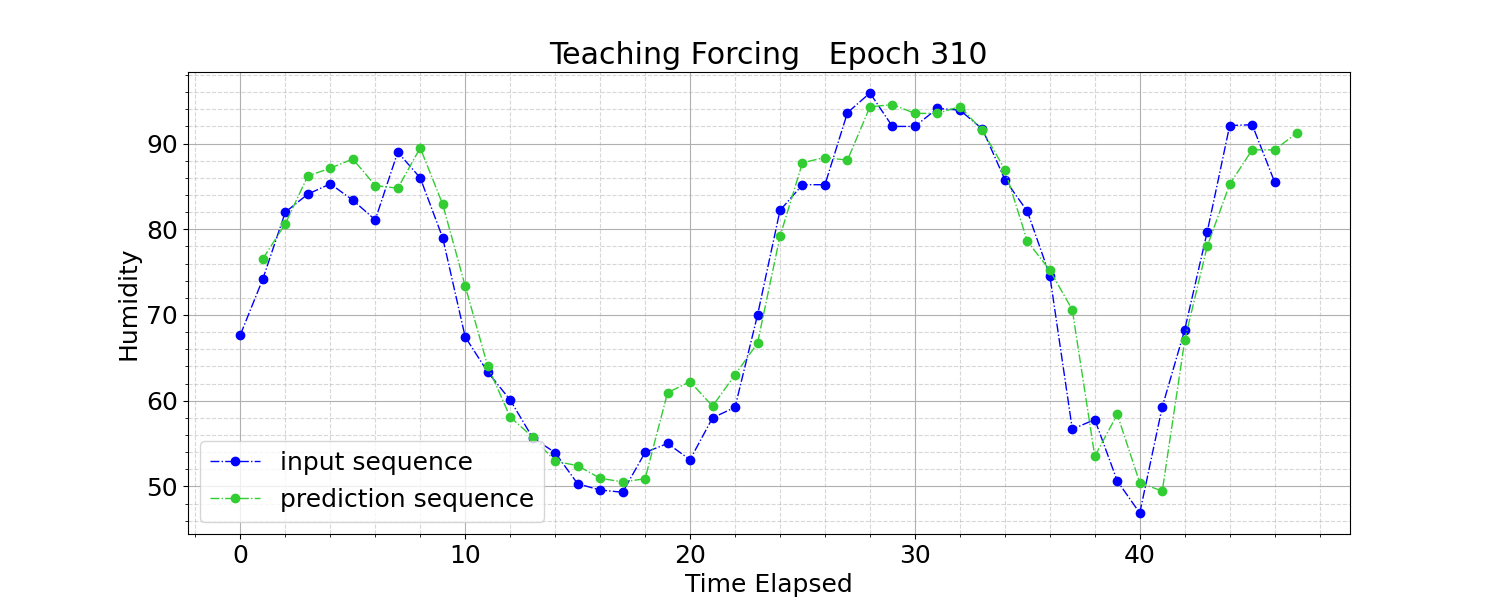 Teaching Forcing   Epoch 310
Humidity
90
80
70
60
50
input sequence
prediction sequence
0 10 20 30 40
Time Elapsed